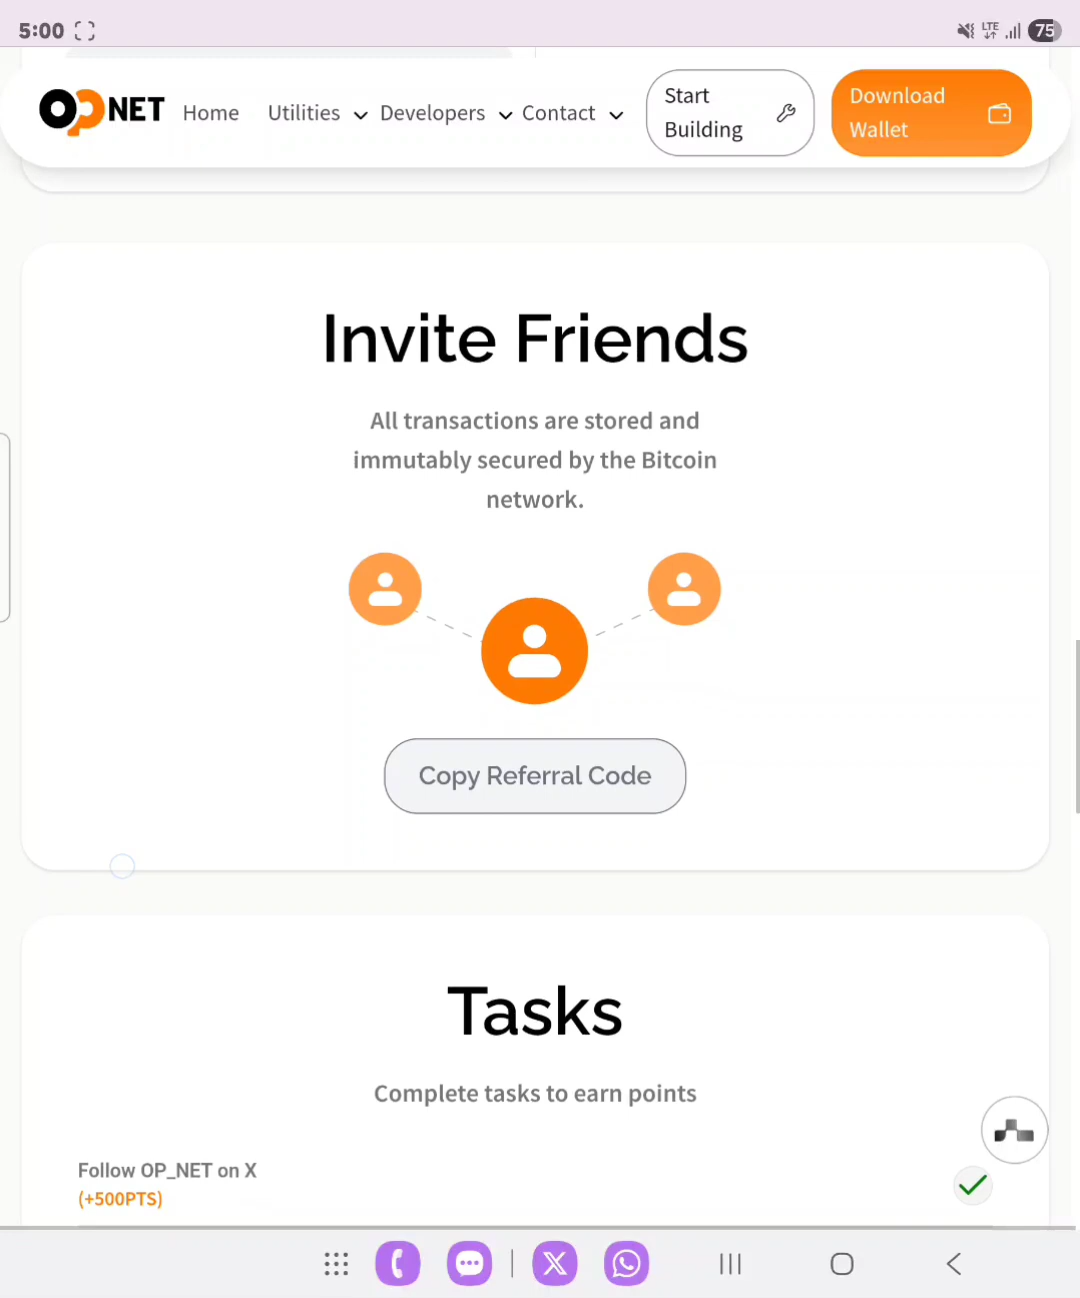 5:00
LTE
75
OP NET
Home
Utilities
Developers
Contact
Start
Building
Download
Wallet
Invite Friends
All transactions are stored and
immutably secured by the Bitcoin
network.
Copy Referral Code
Tasks
Complete tasks to earn points
Follow OP_NET on X
(+500PTS)